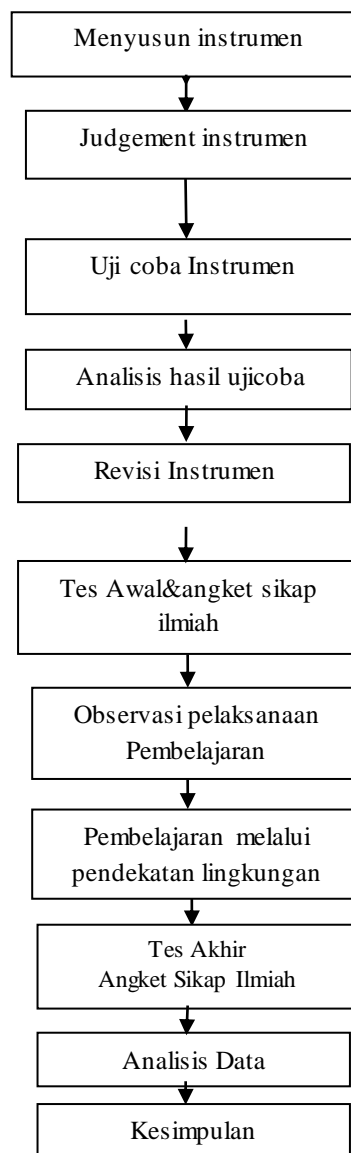 Menyusun instrumen
Judgement instrumen
Uji coba Instrumen
Analisis hasil ujicoba
Revisi Instrumen
Tes Awal&angket sikap
ilmiah
Observasi pelaksanaan
Pembelajaran
Pembelajaran melalui
pendekatan lingkungan
Tes Akhir
Angket Sikap Ilmiah
Analisis Data
Kesimpulan